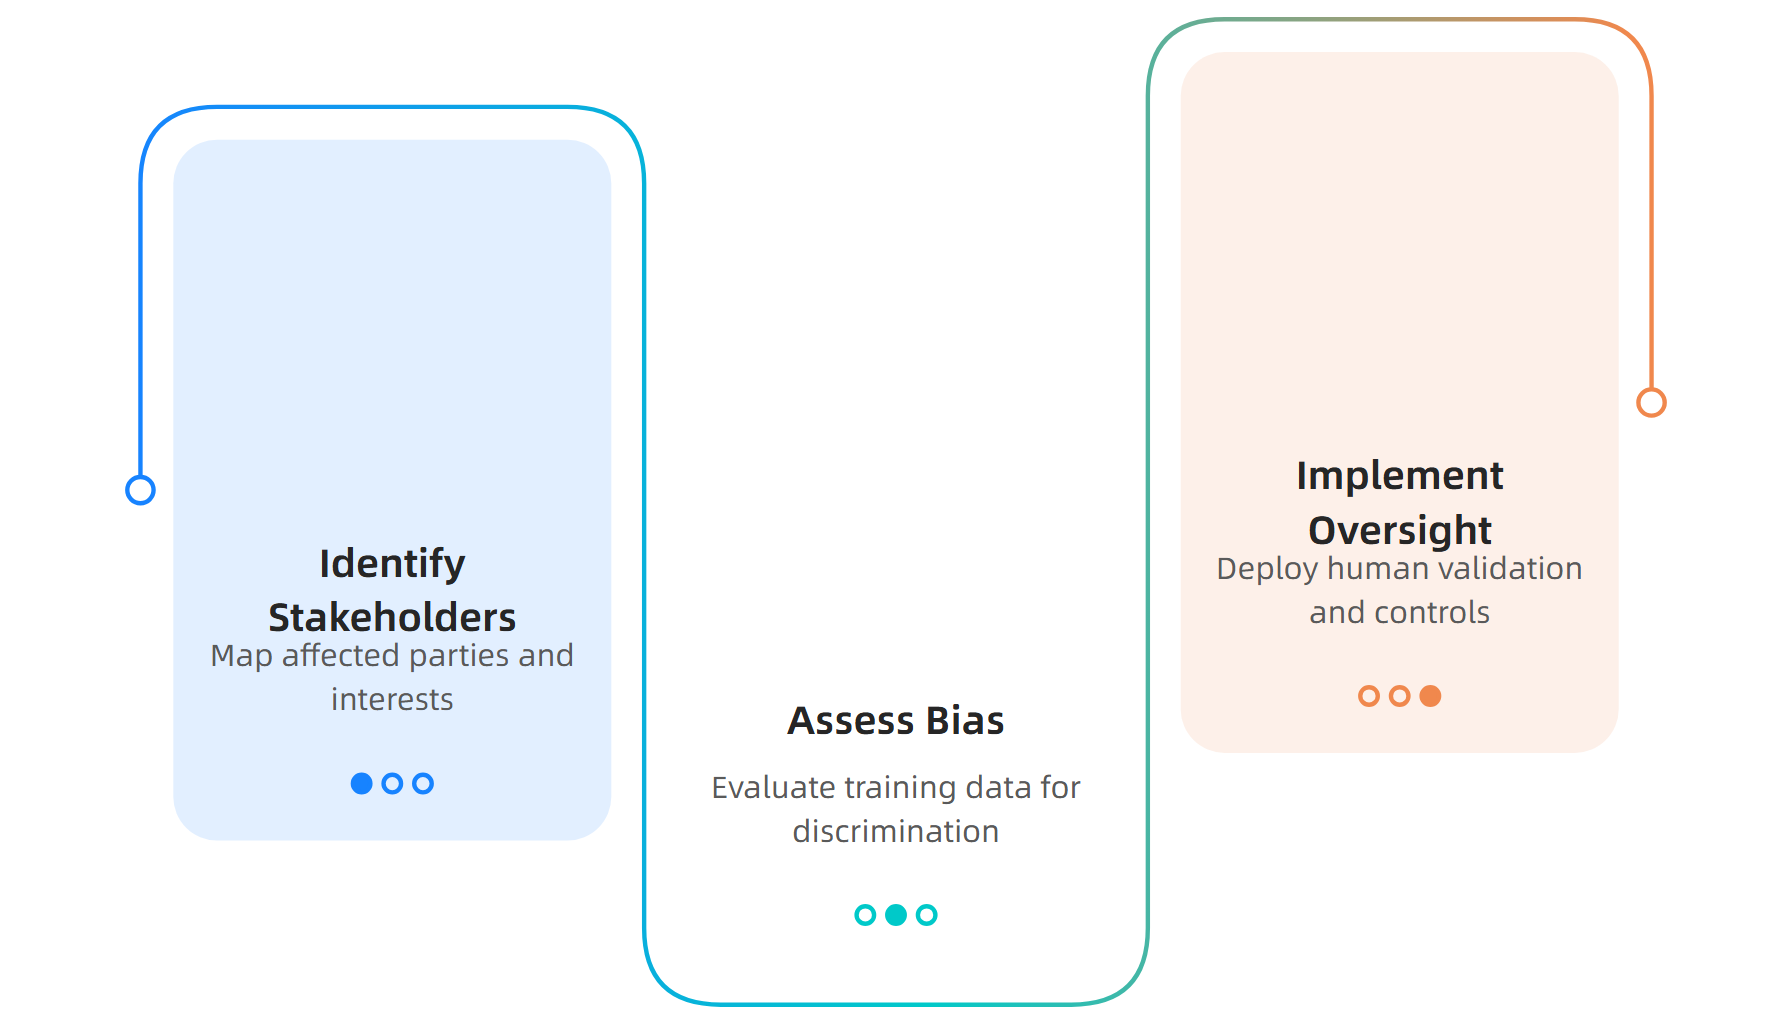 Identify
Stakeholders
Map affected parties and
interests
Assess Bias
Evaluate training data for
discrimination
Implement
Oversight
Deploy human validation
and controls